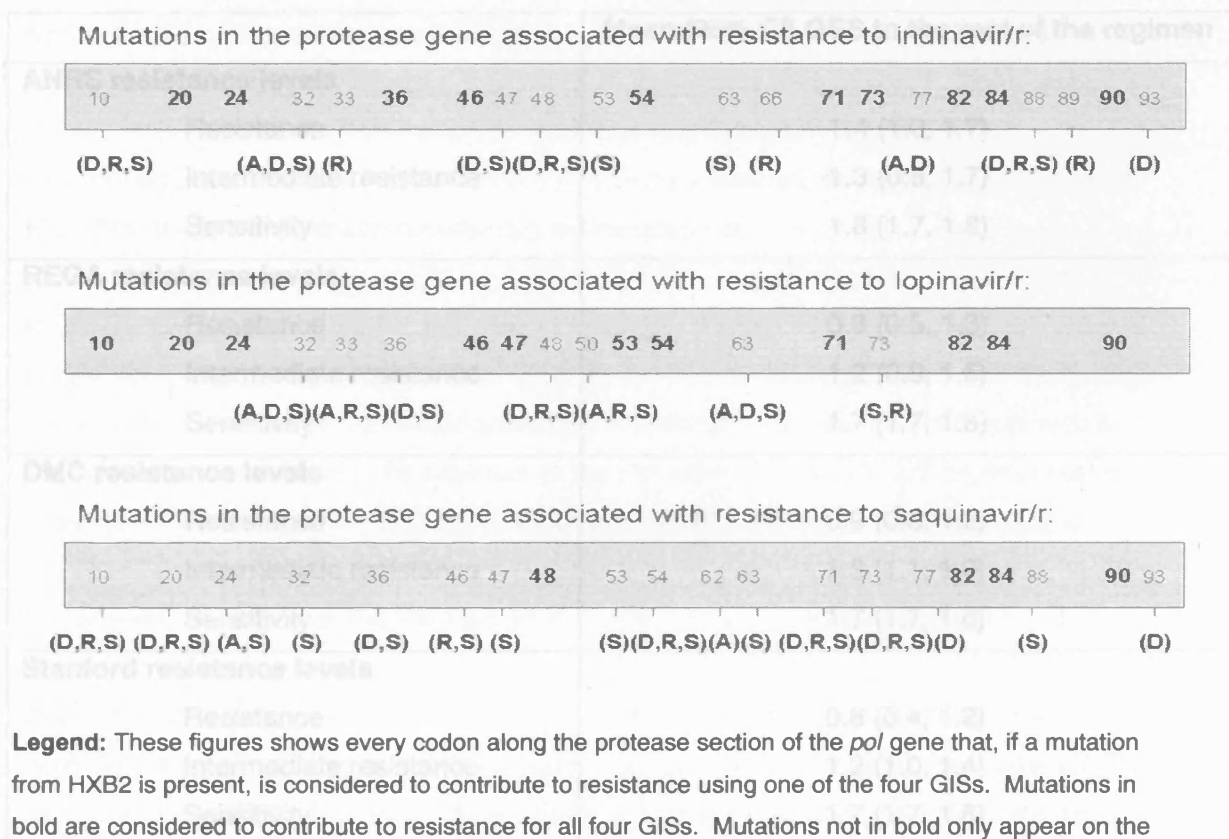 Mutations in the protease gene associated with resistance to indinavir/r:
10 20 24 32 33 36 46 47 48 53 54 63 66 71 73 77 82 84 88 89 90 93
(D,R,S) (A,D,S) (R) (D,S)(D,R,S)(S) (S) (R) (A,D) (D,R,S) (R) (D)
Mutations in the protease gene associated with resistance to lopinavir/r:
10 20 24 32 33 36 46 47 48 50 53 54 63 71 73 82 84 90
(A,D,S)(A,R,S)(D,S) (D,R,S)(A,R,S) (A,D,S) (S,R)
Mutations in the protease gene associated with resistance to saquinavir/r:
10 20 24 32 36 46 47 48 53 54 62 63 71 73 77 82 84 88 90 93
(D,R,S) (D,R,S) (A,S) (S) (D,S) (R,S) (S) (S)(D,R,S)(A)(S) (D,R,S)(D,R,S)(D) (S) (D)
Legend: These figures shows every codon along the protease section of the pol gene that, if a mutation
from HXB2 is present, is considered to contribute to resistance using one of the four GISs. Mutations in
bold are considered to contribute to resistance for all four GISs. Mutations not in bold only appear on the